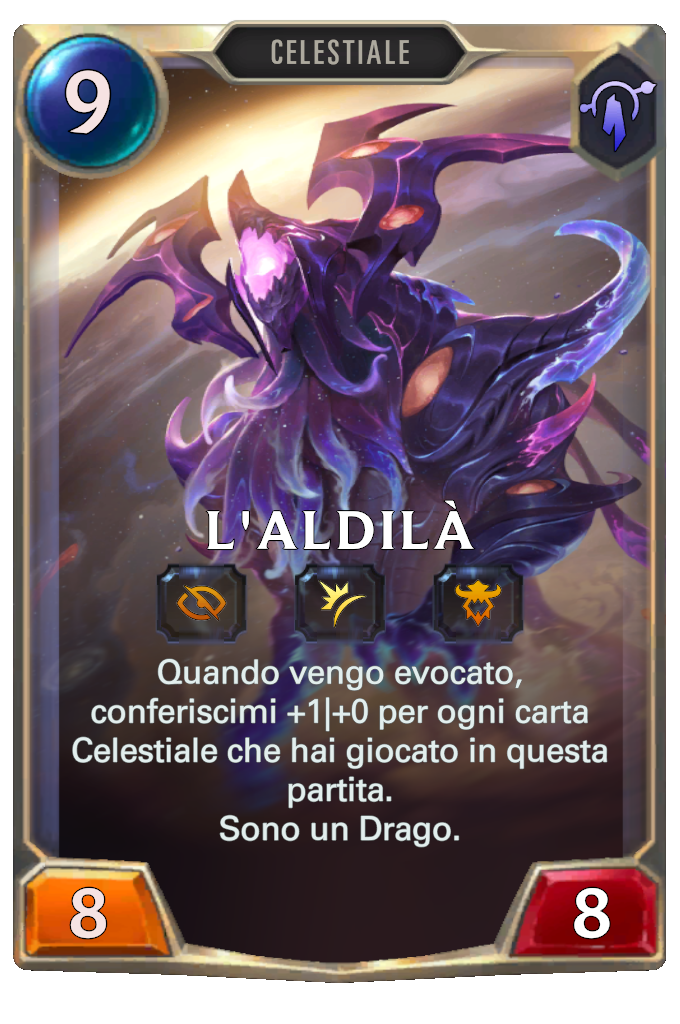 CELESTIALE
9
L'ALDILÀ
Quando vengo evocato,
conferiscimi +1|+0 per ogni carta
Celestiale che hai giocato in questa
partita.
Sono un Drago.
8
8